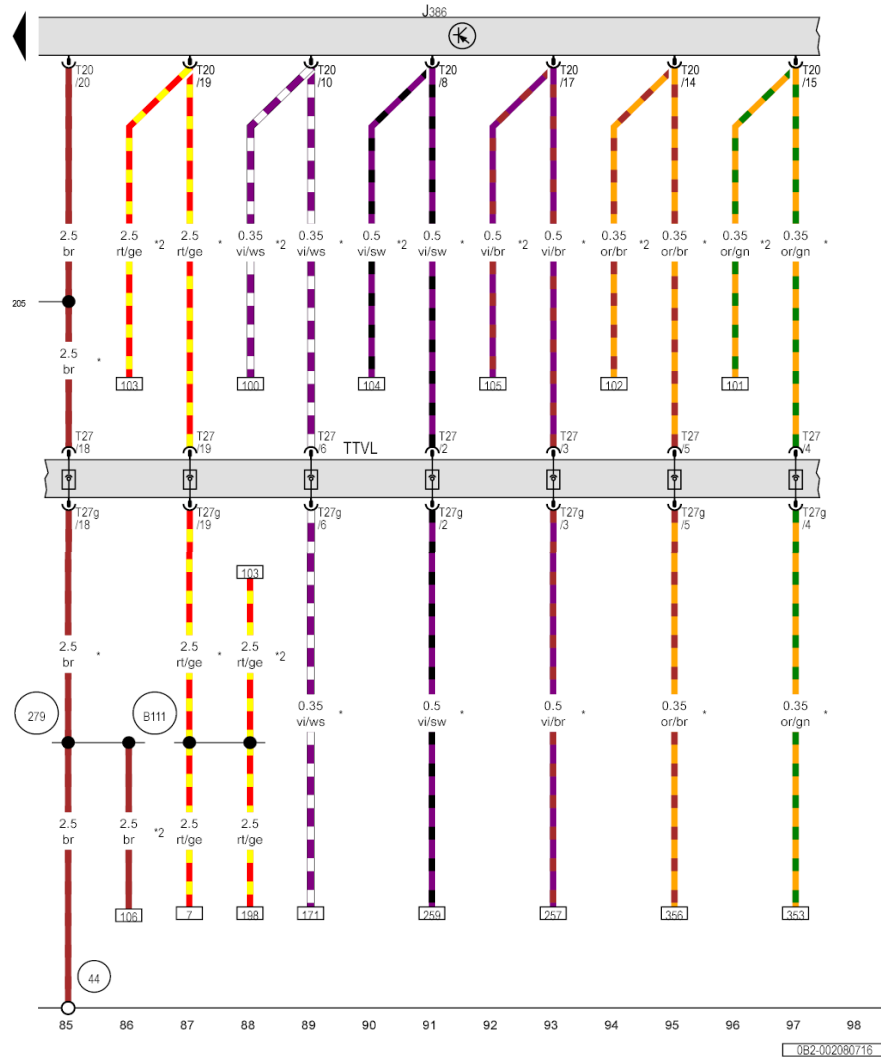 J386
T20 T20 T20 T20 T20 T20 T20
/20 /19 /10 /8 /17 /14 /15
2.5 2.5 2.5 0.35 0.35 0.5 0.5 0.5 0.5 0.35 0.35 0.35 0.35
br rt/ge *2 rt/ge * vi/ws *2 vi/ws * vi/sw *2 vi/sw * vi/br *2 vi/br * or/br *2 or/br * or/gn *2 or/gn *
205
2.5
br *
103 100 104 105 102 101
T27 T27 T27 TTVL T27 T27 T27 T27
/18 /19 /6 /2 /3 /5 /4
T27g T27g T27g T27g T27g T27g T27g
/18 /19 /6 /2 /3 /5 /4
103
2.5 2.5 2.5
br * rt/ge * rt/ge *2
279 B111
0.35 0.5 0.5 0.35 0.35
vi/ws * vi/sw * vi/br * or/br * or/gn *
2.5 2.5 2.5 2.5
br br *2 rt/ge rt/ge
106 7 198 171 259 257 356 353
44
85 86 87 88 89 90 91 92 93 94 95 96 97 98
0B2-002080716